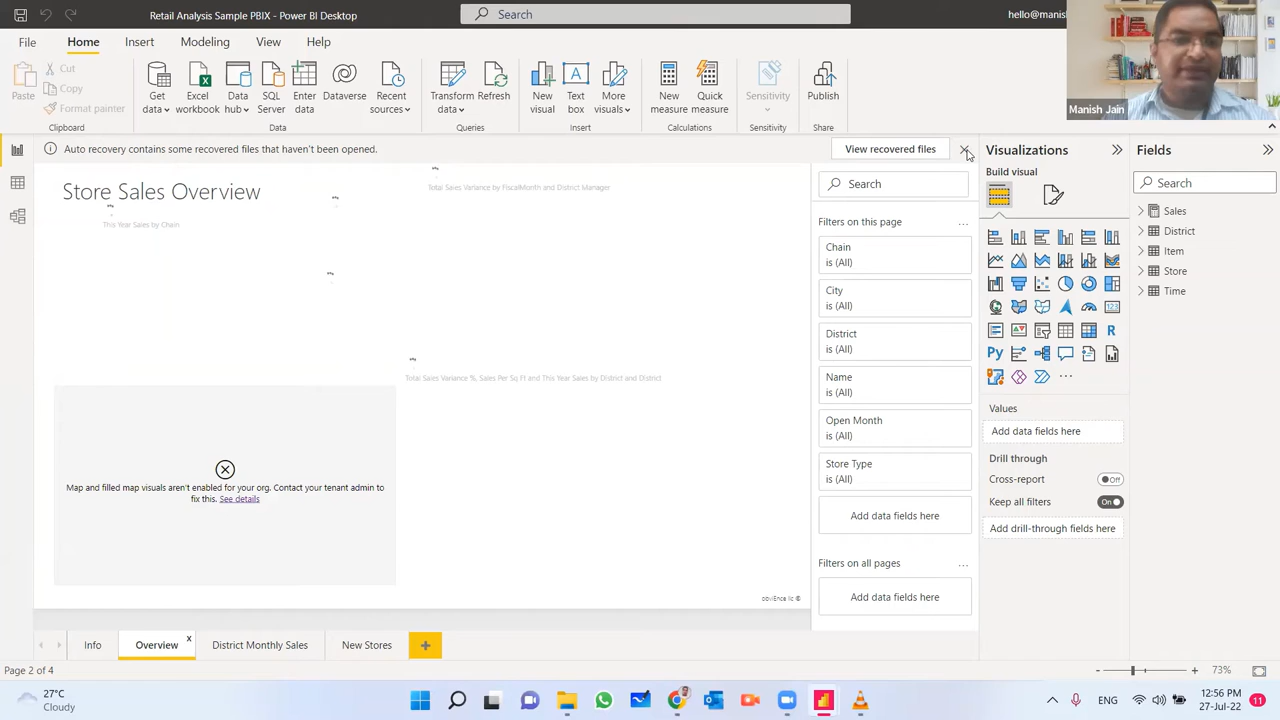 Retail Analysis Sample PBIX - Power BI Desktop
Search
hello@manish
File
Home
Insert
Modeling
View
Help
Paste
Cut
Copy
Format painter
Clipboard
Get data
Excel workbook
Data hub
SQL Server
Enter data
Dataverse
Recent sources
Data
Transform data
Refresh
Queries
New visual
Text box
More visuals
Insert
New measure
Quick measure
Calculations
Sensitivity
Sensitivity
Publish
Share
Manish Jain
Auto recovery contains some recovered files that haven't been opened.
View recovered files
Store Sales Overview
This Year Sales by Chain
Total Sales Variance by FiscalMonth and District Manager
Total Sales Variance %, Sales Per Sq Ft and This Year Sales by District and District
Map and filled map visuals aren't enabled for your org. Contact your tenant admin to
fix this. See details
obviEnce llc ©
Search
Filters on this page
...
Chain
is (All)
City
is (All)
District
is (All)
Name
is (All)
Open Month
is (All)
Store Type
is (All)
Add data fields here
Filters on all pages
...
Add data fields here
Visualizations
Build visual
123
R
Py
...
Values
Add data fields here
Drill through
Cross-report
Off
Keep all filters
On
Add drill-through fields here
Fields
Search
Sales
District
Item
Store
Time
Info
Overview
x
District Monthly Sales
New Stores
+
Page 2 of 4
- + 73%
27°C
Cloudy
ENG
12:56 PM
27-Jul-22
11